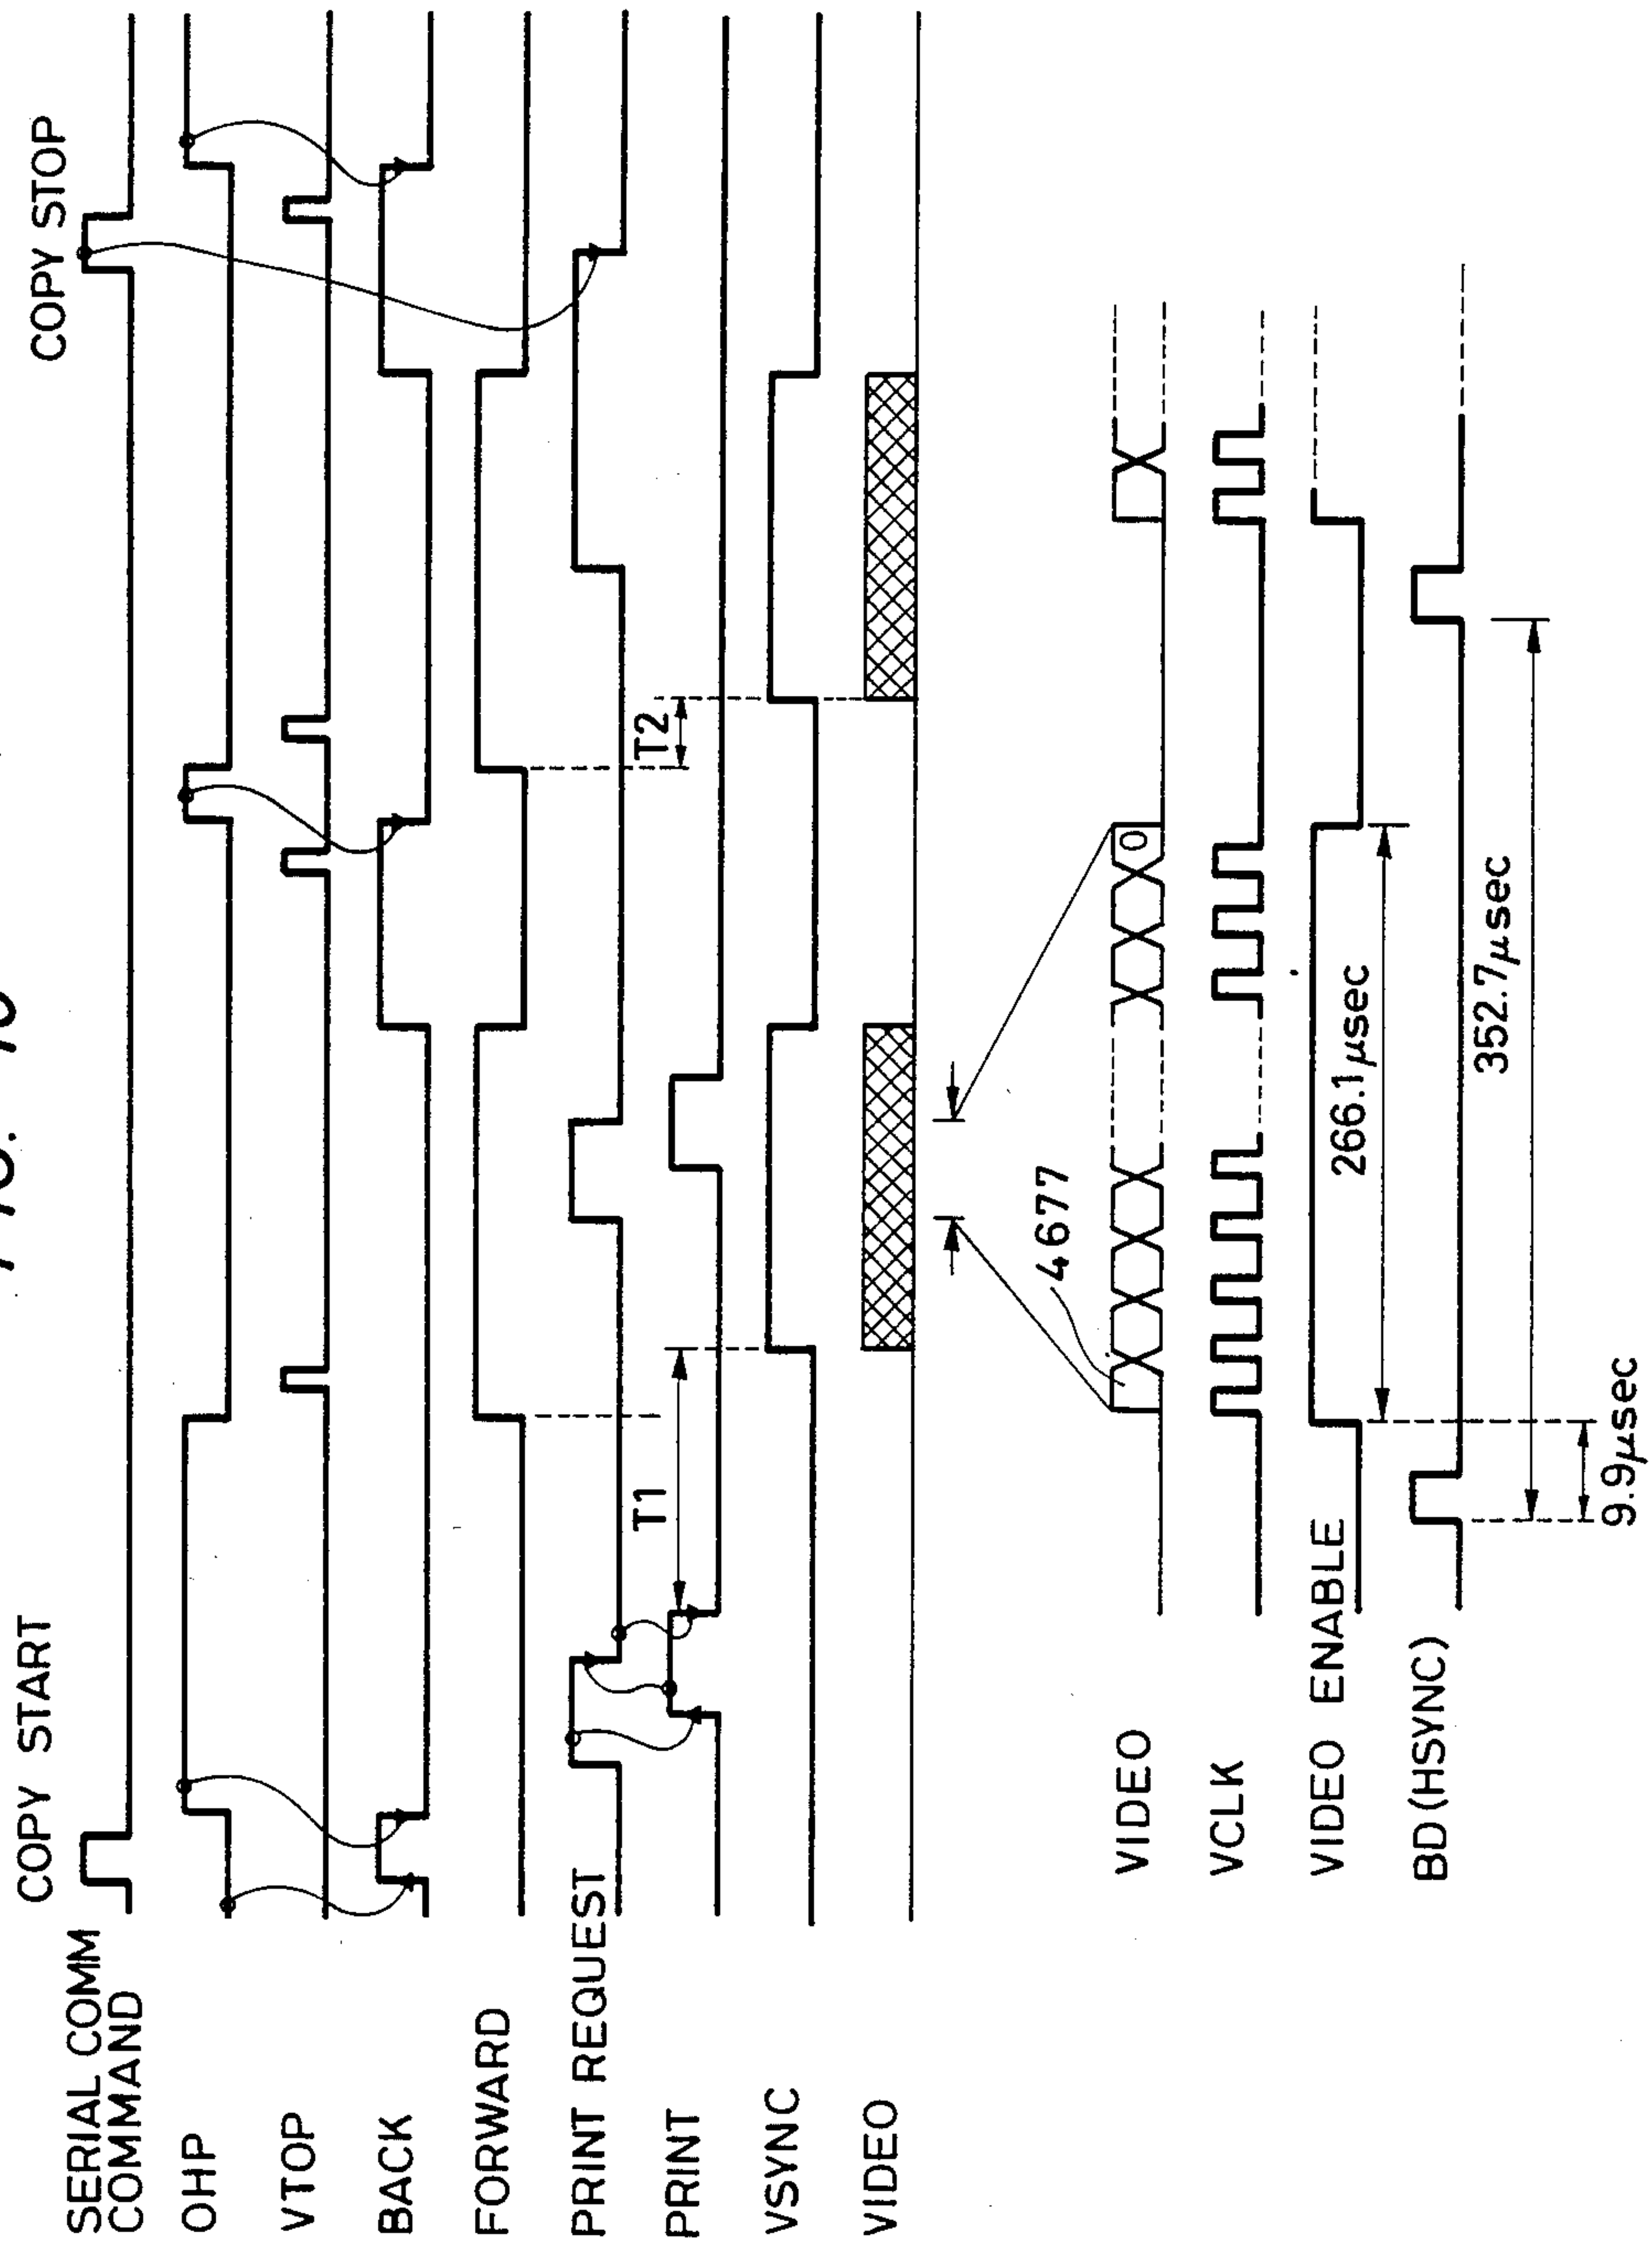 COPY START
COPY STOP
SERIAL COMM
COMMAND
OHP
VTOP
BACK
FORWARD
PRINT REQUEST
T1
T2
PRINT
VSYNC
VIDEO
4677
VIDEO
0
VCLK
VIDEO ENABLE
266.1μsec
BD(HSYNC)
352.7μsec
9.9μsec